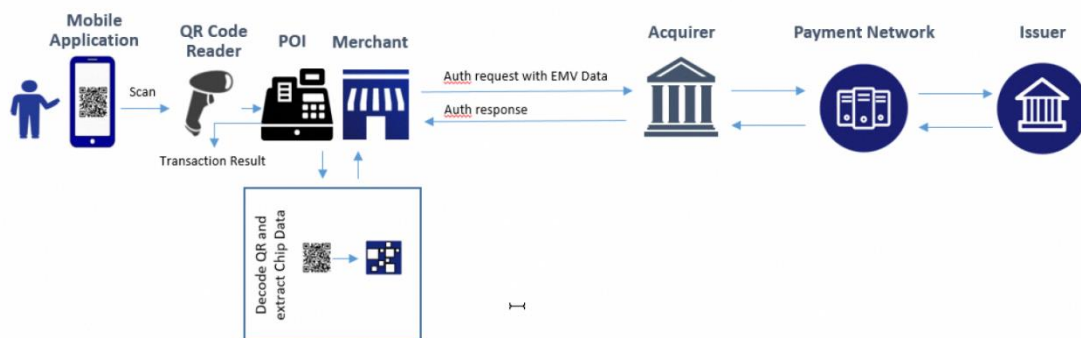 Mobile
Application
QR Code
Reader
POI
Merchant
Acquirer
Payment Network
Issuer
Scan
Auth request with EMV Data
Auth response
Transaction Result
Decode QR and
extract Chip Data